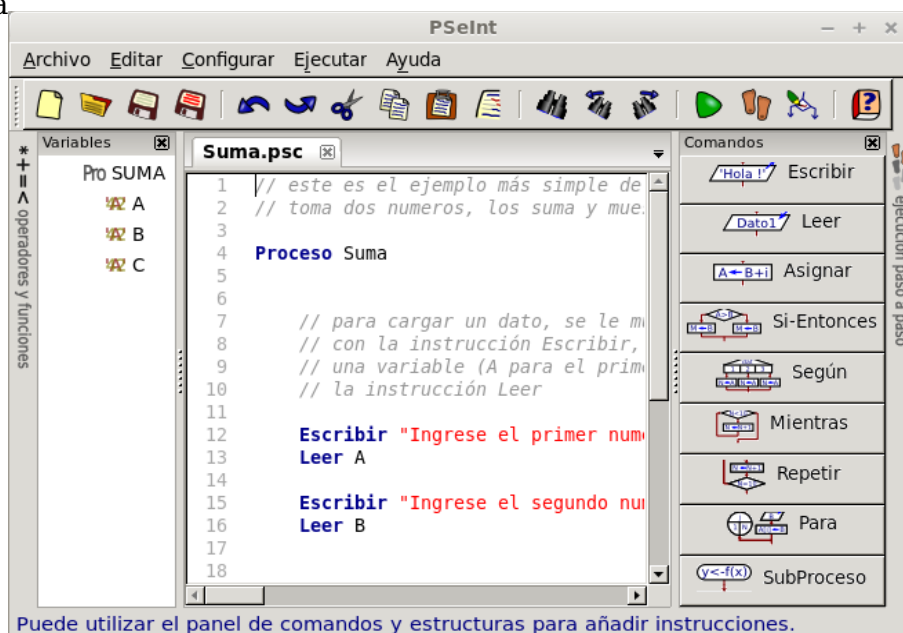 a
PSeInt
Archivo Editar Configurar Ejecutar Ayuda
* + = < operadores y funciones
Variables
Pro SUMA
A
B
C
Suma.psc
1 // este es el ejemplo más simple de
2 // toma dos numeros, los suma y mue
3
4 Proceso Suma
5
6
7 // para cargar un dato, se le m
8 // con la instrucción Escribir,
9 // una variable (A para el prim
10 // la instrucción Leer
11
12 Escribir "Ingrese el primer nume
13 Leer A
14
15 Escribir "Ingrese el segundo nu
16 Leer B
17
18
Comandos
'Hola !' Escribir
Dato1 Leer
A←B+i Asignar
Si-Entonces
Según
Mientras
Repetir
Para
y<-f(x) SubProceso
ejecución paso a paso
Puede utilizar el panel de comandos y estructuras para añadir instrucciones.